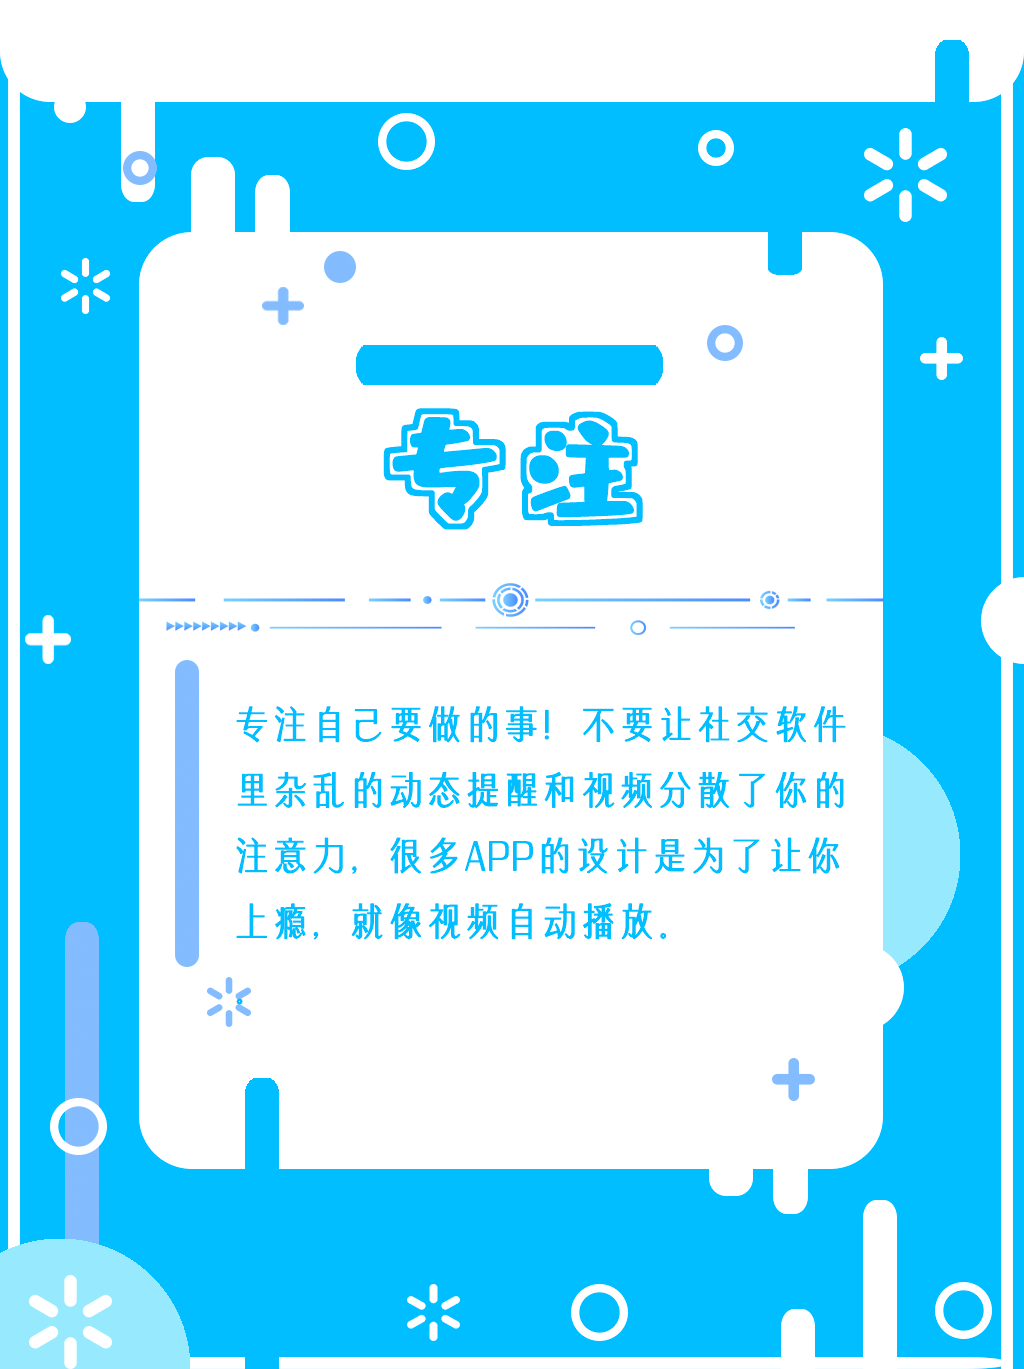 专注
专注自己要做的事！不要让社交软件
里杂乱的动态提醒和视频分散了你的
注意力，很多APP的设计是为了让你
上瘾，就像视频自动播放。